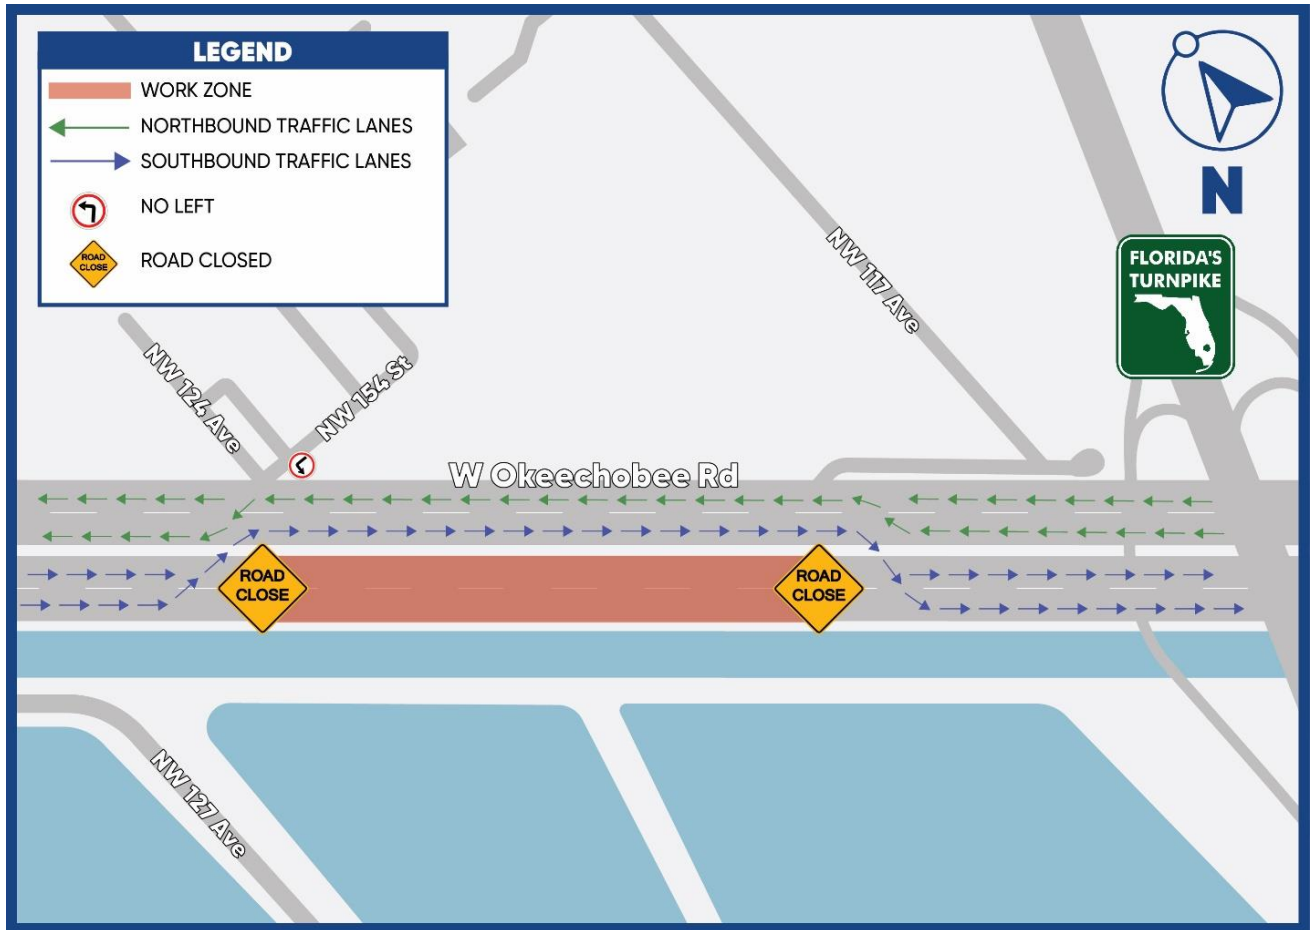 LEGEND
WORK ZONE
NORTHBOUND TRAFFIC LANES
SOUTHBOUND TRAFFIC LANES
NO LEFT
ROAD
CLOSE
ROAD CLOSED
N
FLORIDA'S
TURNPIKE
NW 117 Ave
NW 124 Ave
NW 154 St
W Okeechobee Rd
ROAD
CLOSE
ROAD
CLOSE
NW 127 Ave